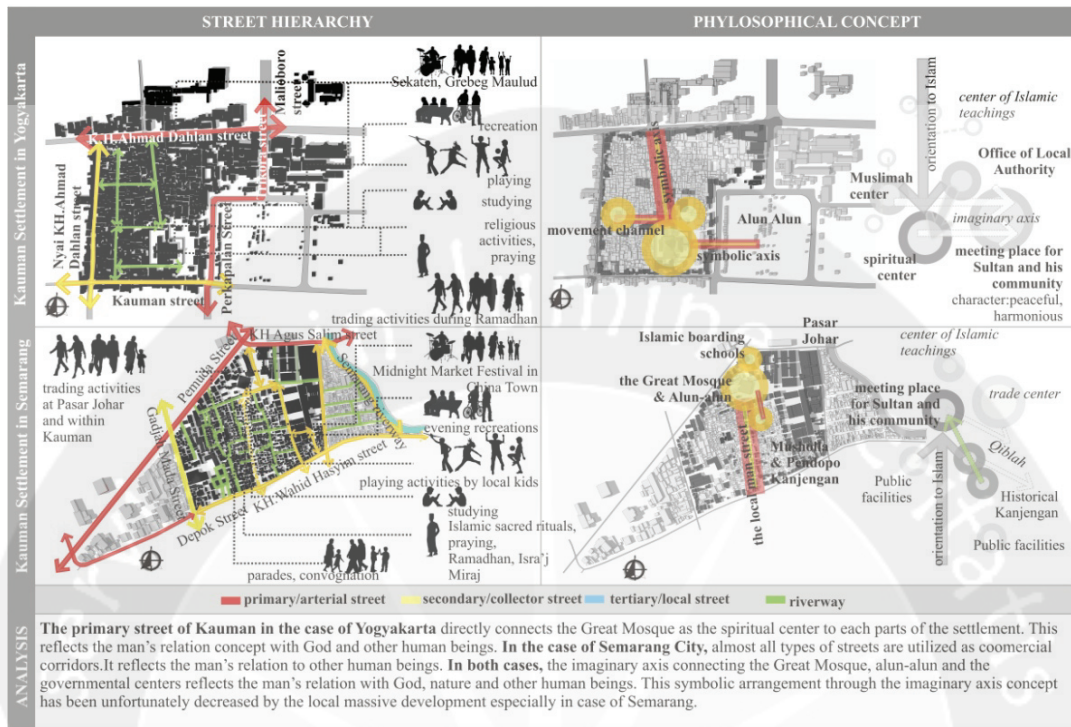 STREET HIERARCHY
PHYLOSOPHICAL CONCEPT
Kauman Settlement in Yogyakarta
Malioboro
street
K.H.Ahmad Dahlan street
Nyai KH.Ahmad
Dahlan street
Perkapalan Street
Kauman street
Sekaten, Grebeg Maulud
recreation
playing
studying
religious
activities,
praying
trading activities during Ramadhan
symbolic axis
movement channel
symbolic axis
Alun Alun
orientation to Islam
center of Islamic
teachings
Office of Local
Authority
Muslimah
center
imaginary axis
spiritual
center
meeting place for
Sultan and his
community
character:peaceful,
harmonious
Kauman Settlement in Semarang
trading activities
at Pasar Johar
and within
Kauman
KH Agus Salim street
Pemuda Street
Gadjah Mada Street
Semarang Riverway
Depok Street
KH.Wahid Hasyim street
Midnight Market Festival in
China Town
evening recreations
playing activities by local kids
studying
Islamic sacred rituals,
praying,
Ramadhan, Isra'j
Miraj
parades, convognation
Pasar
Johar
Islamic boarding
schools
the Great Mosque
& Alun-alun
Musholla
& Pendopo
Kanjengan
the local main street
center of Islamic
teachings
meeting place
for Sultan and
his community
trade center
Qiblah
Public
facilities
orientation to Islam
Historical
Kanjengan
Public facilities
primary/arterial street
secondary/collector street
tertiary/local street
riverway
ANALYSIS
The primary street of Kauman in the case of Yogyakarta directly connects the Great Mosque as the spiritual center to each parts of the settlement. This
reflects the man's relation concept with God and other human beings. In the case of Semarang City, almost all types of streets are utilized as coomercial
corridors.It reflects the man's relation to other human beings. In both cases, the imaginary axis connecting the Great Mosque, alun-alun and the
governmental centers reflects the man's relation with God, nature and other human beings. This symbolic arrangement through the imaginary axis concept
has been unfortunately decreased by the local massive development especially in case of Semarang.